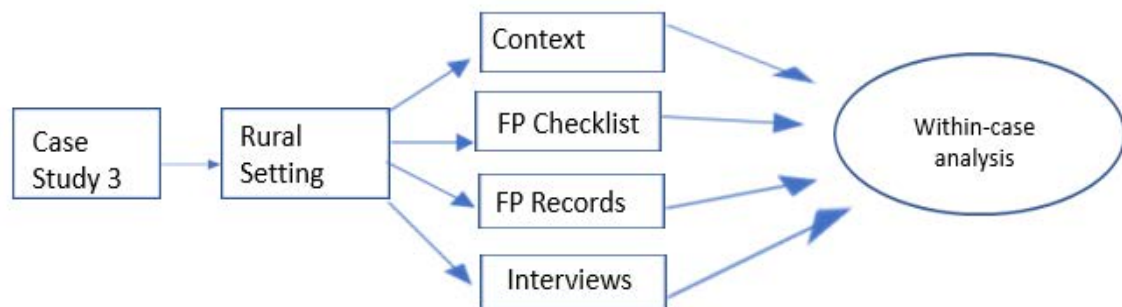 Case
Study 3
Rural
Setting
Context
FP Checklist
FP Records
Interviews
Within-case
analysis